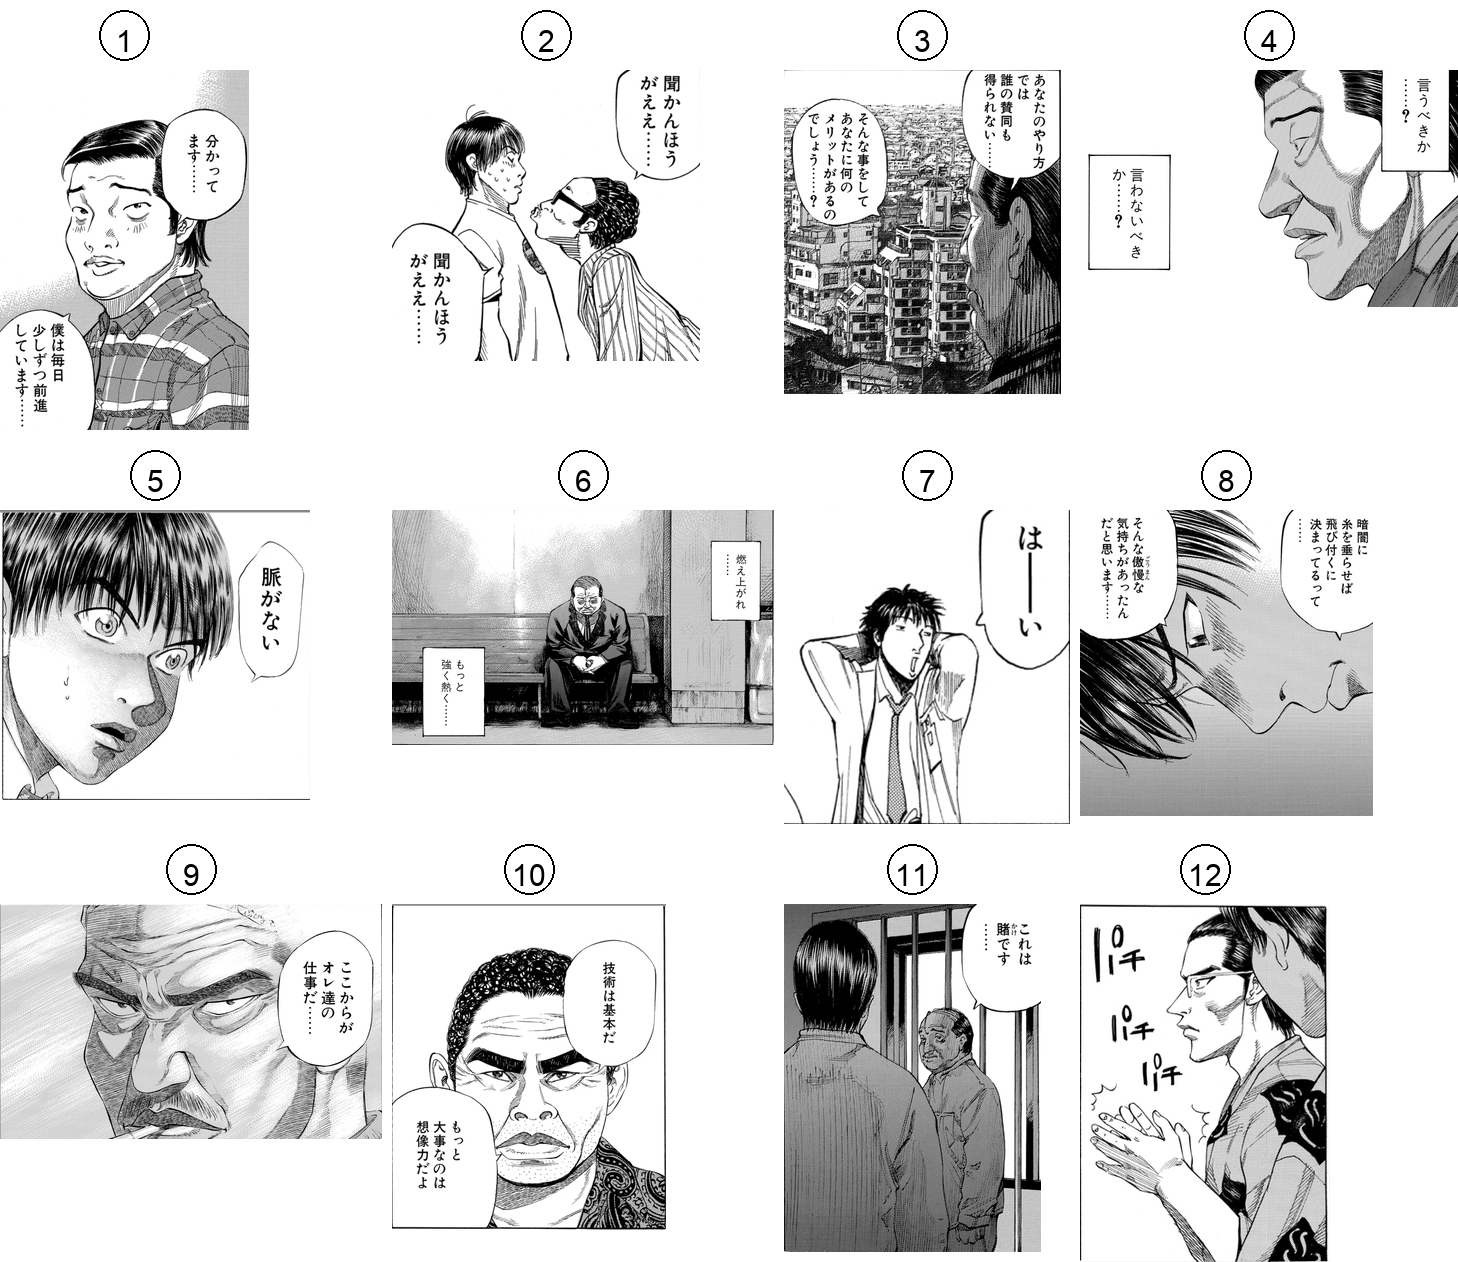 1
分かって
ます……
僕は毎日
少しずつ前進
しています……
2
聞かんほう
がええ……
聞かんほう
がええ……
3
あなたのやり方
では
誰の賛同も
得られない……
そんな事をして
あなたに何の
メリットがあるの
でしょう……？
4
言うべきか
……？
言わないべき
か……？
5
脈がない
6
燃え上がれ
……
もっと
強く熱く……
7
はーーい
8
暗闇に
糸を垂らせば
飛び付くに
決まってるって
……
そんな傲慢な
ごうまん
気持ちがあったん
だと思います……
9
ここからが
オレ達の
仕事だ……
10
技術は基本だ
もっと
大事なのは
想像力だよ
11
これは
賭です
かけ
……
12
パチ
パチ
パチ